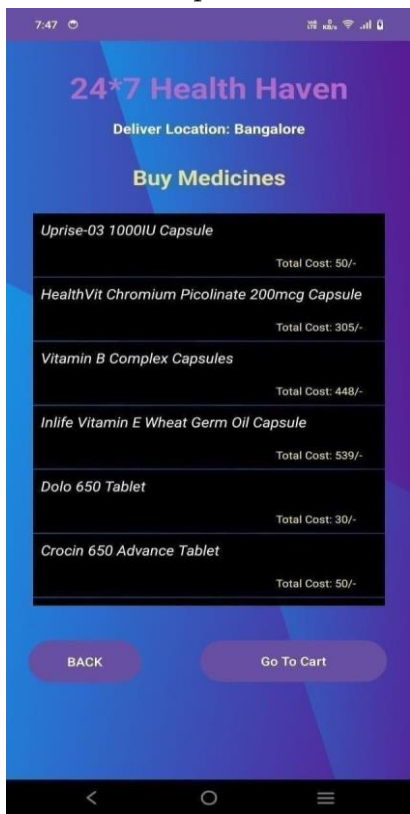 7:47
24*7 Health Haven
Deliver Location: Bangalore
Buy Medicines
Uprise-03 1000IU Capsule
Total Cost: 50/-
HealthVit Chromium Picolinate 200mcg Capsule
Total Cost: 305/-
Vitamin B Complex Capsules
Total Cost: 448/-
Inlife Vitamin E Wheat Germ Oil Capsule
Total Cost: 539/-
Dolo 650 Tablet
Total Cost: 30/-
Crocin 650 Advance Tablet
Total Cost: 50/-
BACK
Go To Cart